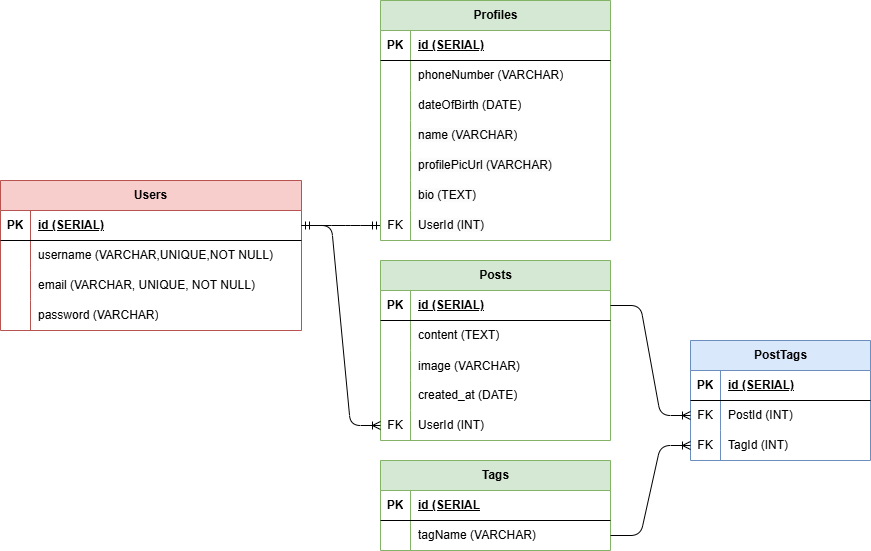 Profiles
PK id (SERIAL)
phoneNumber (VARCHAR)
dateOfBirth (DATE)
name (VARCHAR)
profilePicUrl (VARCHAR)
bio (TEXT)
FK UserId (INT)
Users
PK id (SERIAL)
username (VARCHAR,UNIQUE,NOT NULL)
email (VARCHAR, UNIQUE, NOT NULL)
password (VARCHAR)
Posts
PK id (SERIAL)
content (TEXT)
image (VARCHAR)
created_at (DATE)
FK UserId (INT)
PostTags
PK id (SERIAL)
FK PostId (INT)
FK TagId (INT)
Tags
PK id (SERIAL
tagName (VARCHAR)